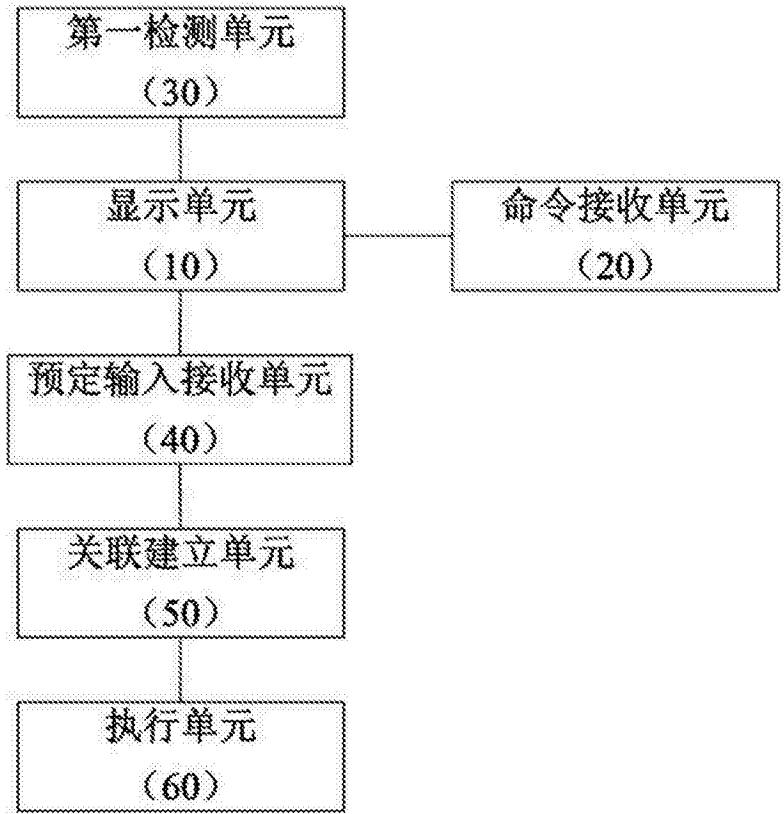 第一检测单元
（30）
显示单元
（10）
命令接收单元
（20）
预定输入接收单元
（40）
关联建立单元
（50）
执行单元
（60）